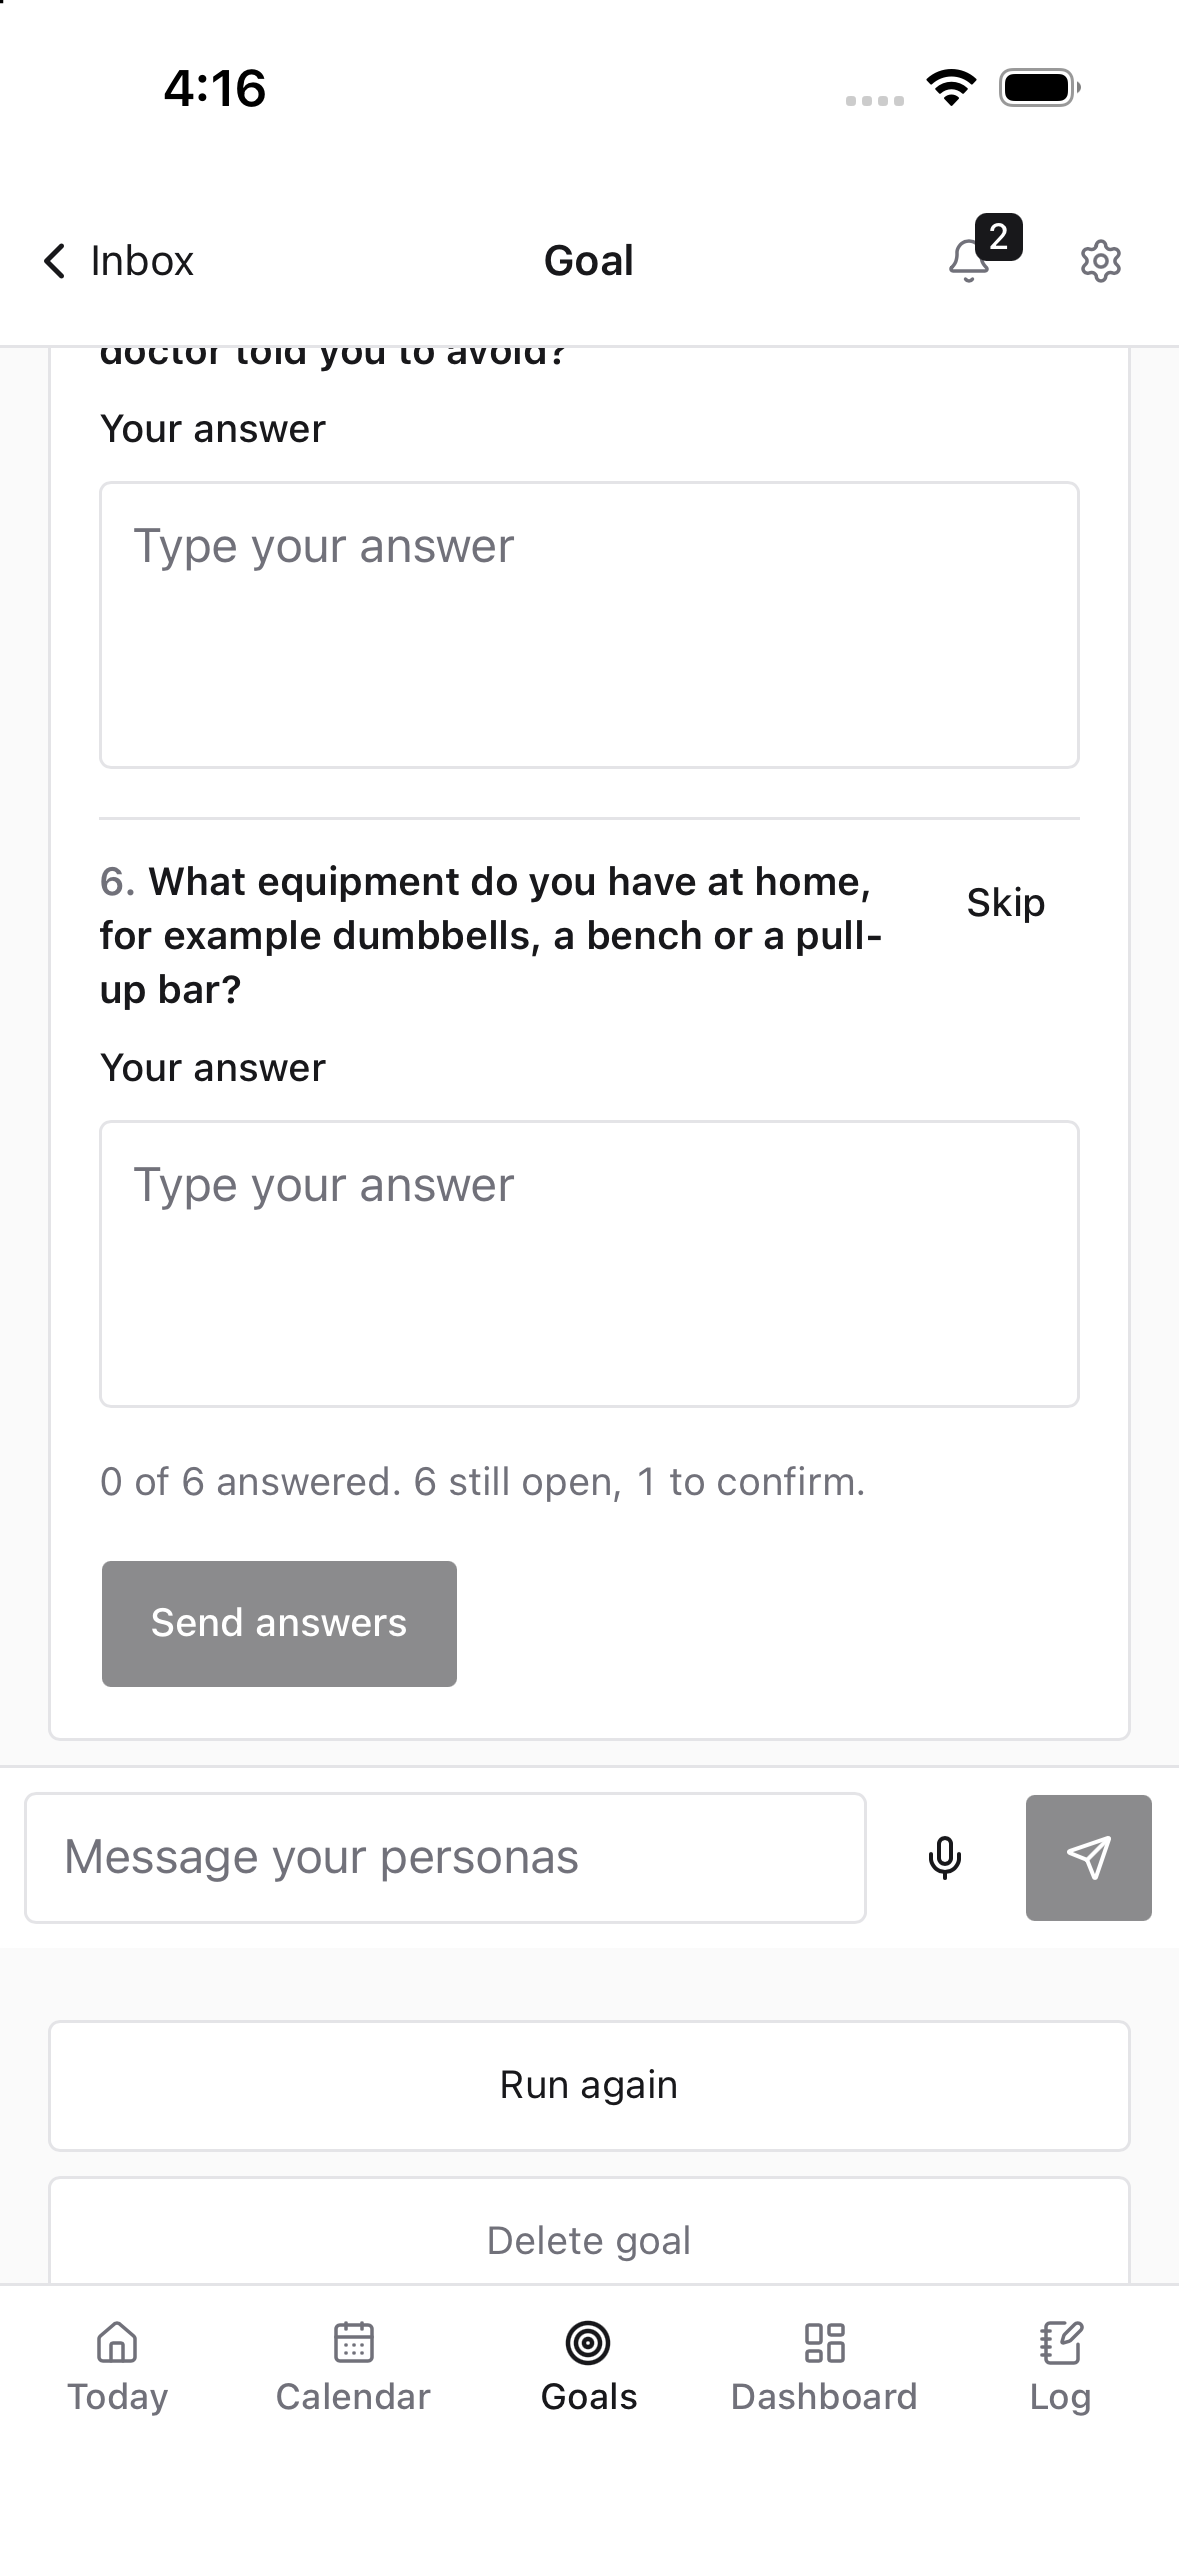 4:16
Inbox
Goal
2
doctor told you to avoid?
Your answer
Type your answer
6. What equipment do you have at home,
for example dumbbells, a bench or a pull-
up bar?
Skip
Your answer
Type your answer
0 of 6 answered. 6 still open, 1 to confirm.
Send answers
Message your personas
Run again
Delete goal
Today
Calendar
Goals
Dashboard
Log